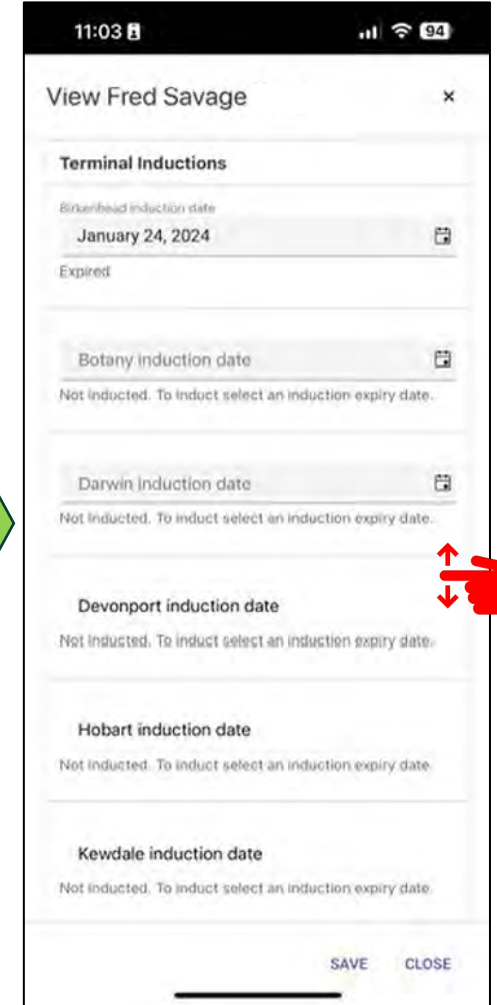 11:03 94
View Fred Savage ×
Terminal Inductions
Birkenhead induction date
January 24, 2024
Expired
Botany induction date
Not inducted. To induct select an induction expiry date.
Darwin induction date
Not inducted. To induct select an induction expiry date.
Devonport induction date
Not inducted. To induct select an induction expiry date.
Hobart induction date
Not inducted. To induct select an induction expiry date.
Kewdale induction date
Not inducted. To induct select an induction expiry date.
SAVE CLOSE